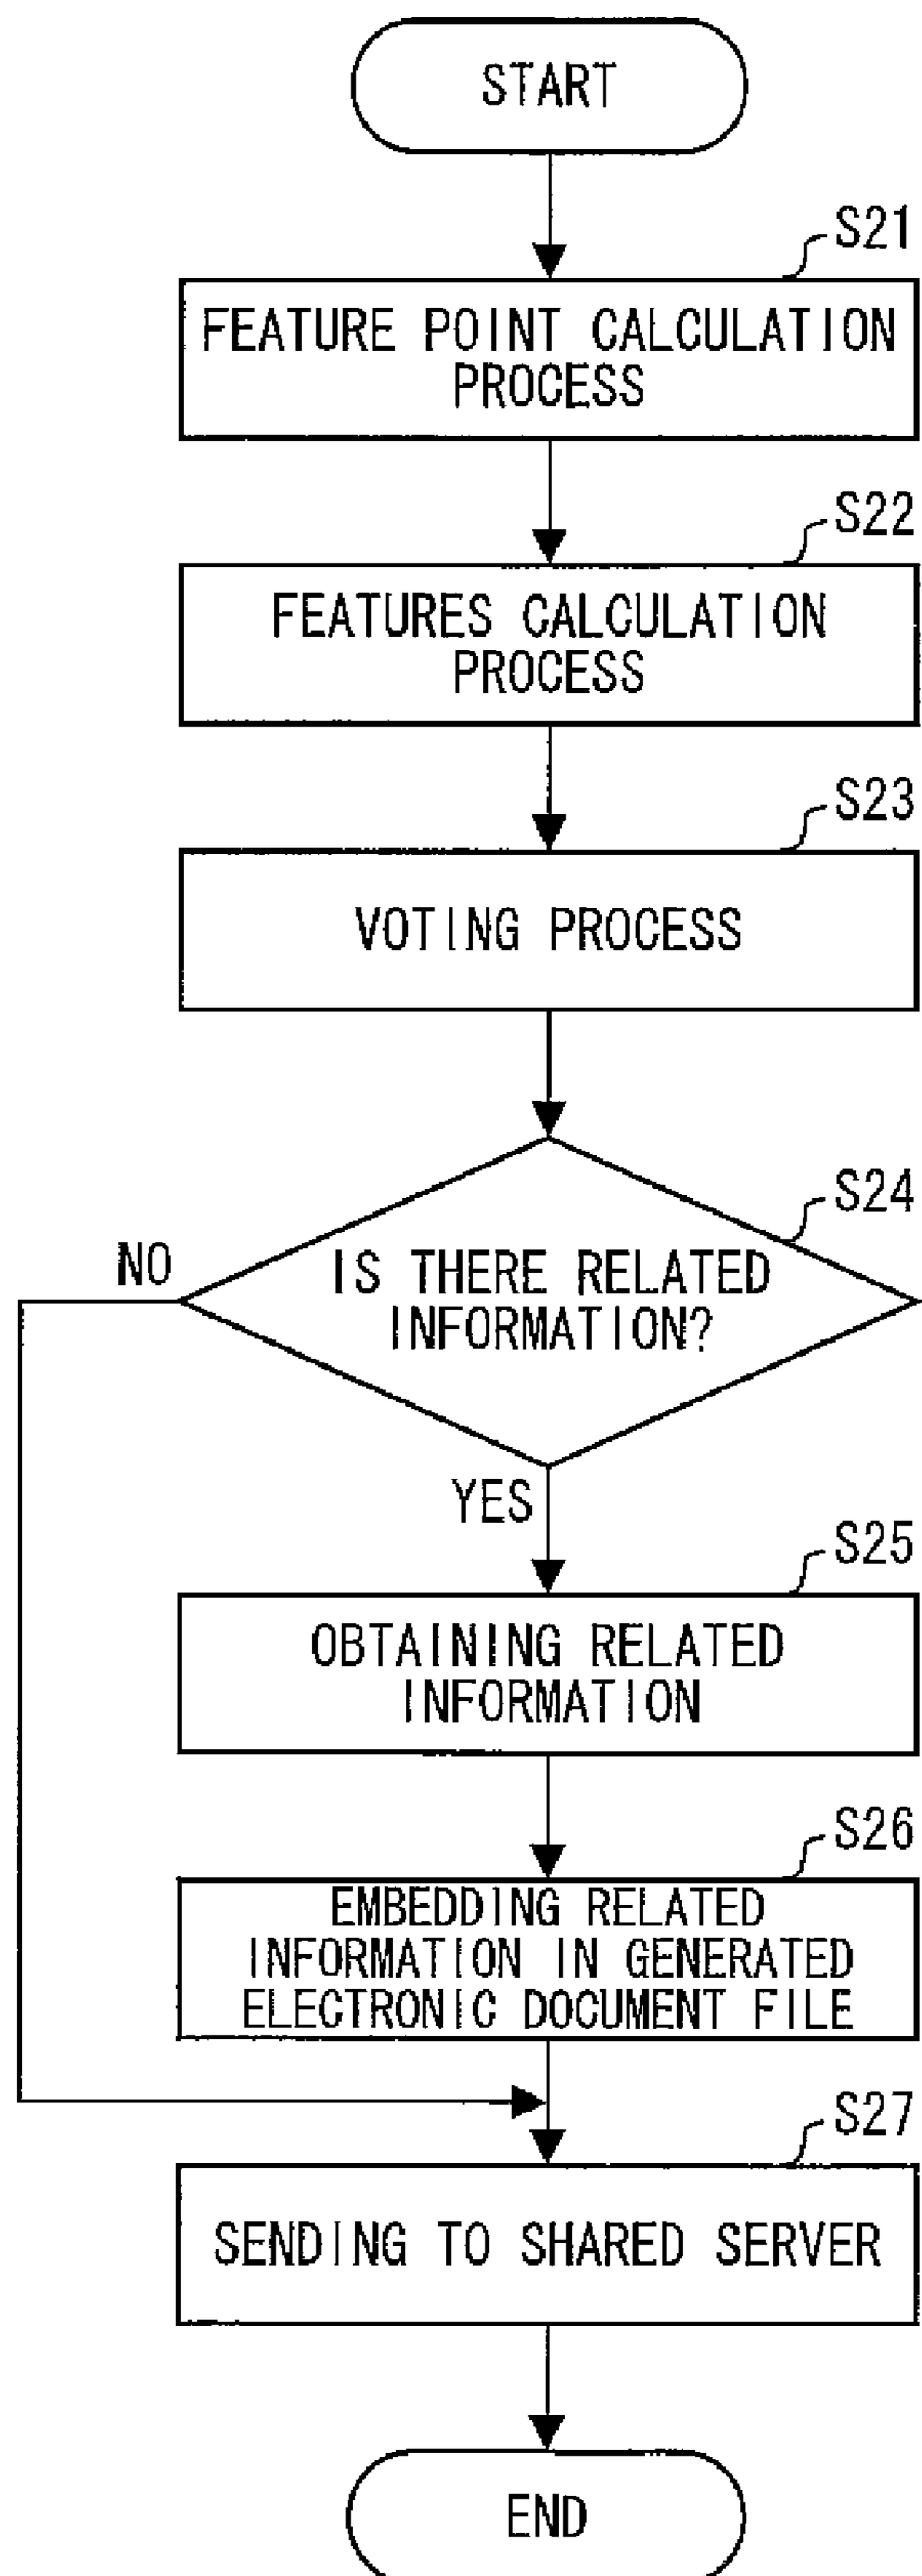 START
S21
FEATURE POINT CALCULATION
PROCESS
S22
FEATURES CALCULATION
PROCESS
S23
VOTING PROCESS
S24
NO
IS THERE RELATED
INFORMATION?
YES
S25
OBTAINING RELATED
INFORMATION
S26
EMBEDDING RELATED
INFORMATION IN GENERATED
ELECTRONIC DOCUMENT FILE
S27
SENDING TO SHARED SERVER
END